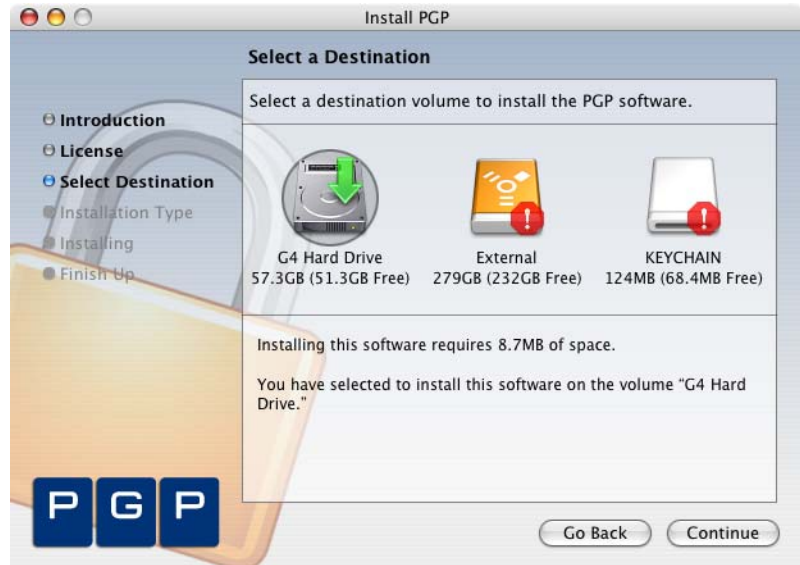 Install PGP
Select a Destination
Introduction
License
Select Destination
Installation Type
Installing
Finish Up
Select a destination volume to install the PGP software.
G4 Hard Drive
57.3GB (51.3GB Free)
External
279GB (232GB Free)
KEYCHAIN
124MB (68.4MB Free)
Installing this software requires 8.7MB of space.
You have selected to install this software on the volume “G4 Hard
Drive.”
PGP
Go Back
Continue